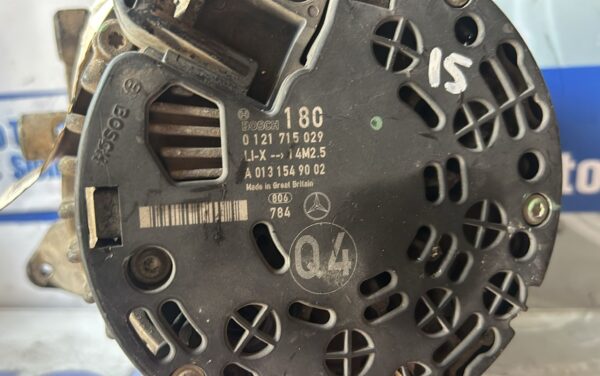 BOSCH
BOSCH 180
0 121 715 029
LI-X --> 14M2.5
A 013 154 90 02
Made in Great Britain
806
784
Q4
15